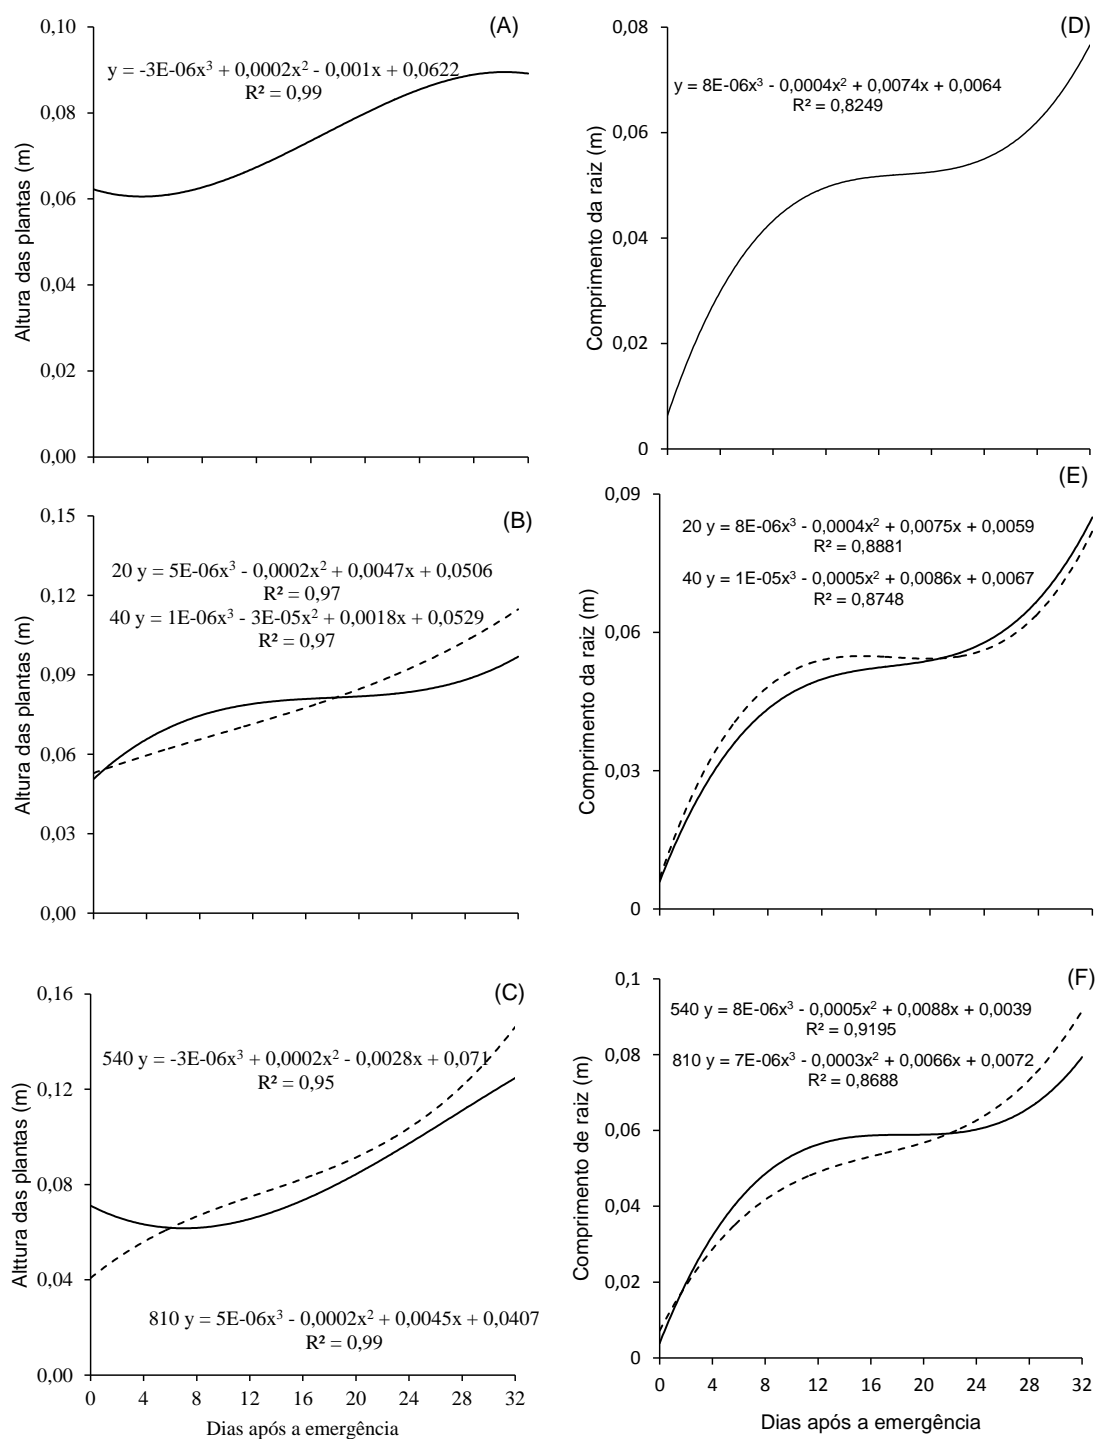 (A)
0,10
y = -3E-06x³ + 0,0002x² - 0,001x + 0,0622
R² = 0,99
0,08
0,06
0,04
0,02
0,00
Altura das plantas (m)
(D)
0,08
y = 8E-06x³ - 0,0004x² + 0,0074x + 0,0064
R² = 0,8249
0,06
0,04
0,02
0
Comprimento da raiz (m)
(B)
0,15
20 y = 5E-06x³ - 0,0002x² + 0,0047x + 0,0506
R² = 0,97
0,12
40 y = 1E-06x³ - 3E-05x² + 0,0018x + 0,0529
R² = 0,97
0,09
0,06
0,03
0,00
Altura das plantas (m)
(E)
0,09
20 y = 8E-06x³ - 0,0004x² + 0,0075x + 0,0059
R² = 0,8881
40 y = 1E-05x³ - 0,0005x² + 0,0086x + 0,0067
R² = 0,8748
0,06
0,03
0
Comprimento da raiz (m)
(C)
0,16
540 y = -3E-06x³ + 0,0002x² - 0,0028x + 0,071
R² = 0,95
0,12
0,08
0,04
810 y = 5E-06x³ - 0,0002x² + 0,0045x + 0,0407
R² = 0,99
0,00
Alttura das plantas (m)
0 4 8 12 16 20 24 28 32
Dias após a emergência
(F)
0,1
540 y = 8E-06x³ - 0,0005x² + 0,0088x + 0,0039
R² = 0,9195
0,08
810 y = 7E-06x³ - 0,0003x² + 0,0066x + 0,0072
R² = 0,8688
0,06
0,04
0,02
0
Comprimento de raiz (m)
0 4 8 12 16 20 24 28 32
Dias após a emergência